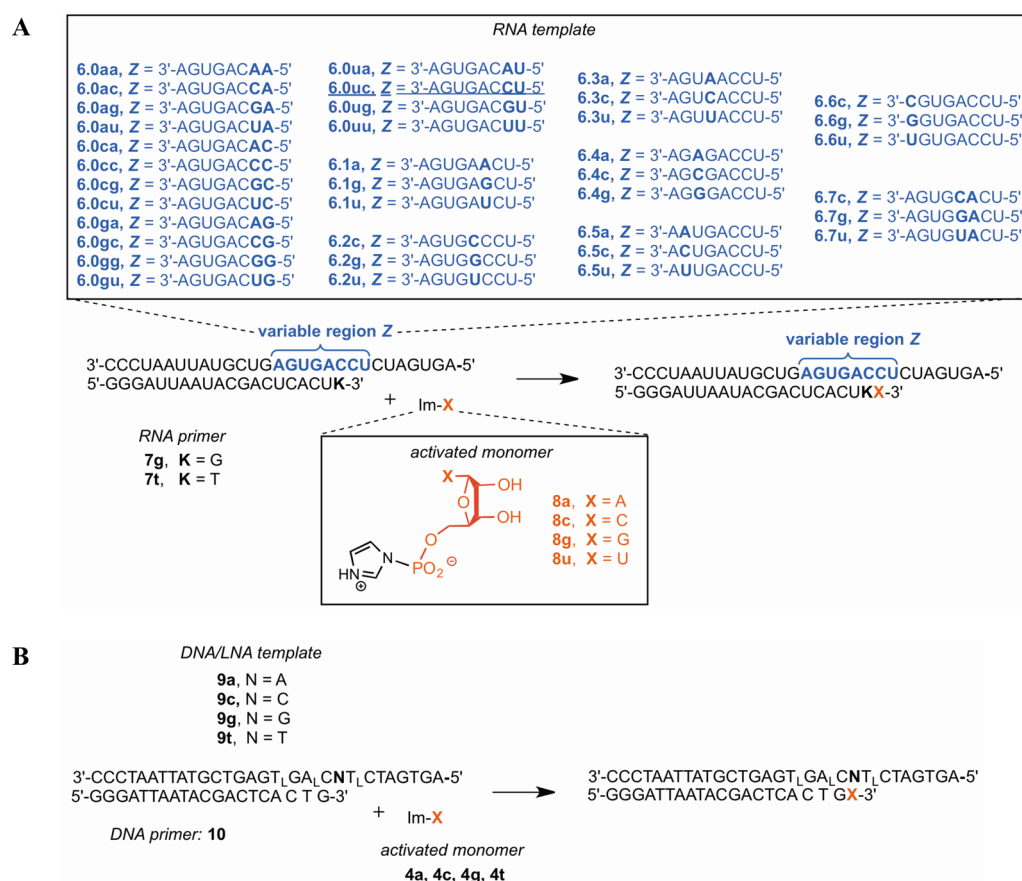 A
RNA template
6.0aa, Z = 3'-AGUGACAA-5'
6.0ac, Z = 3'-AGUGACCA-5'
6.0ag, Z = 3'-AGUGACGA-5'
6.0au, Z = 3'-AGUGACUA-5'
6.0ca, Z = 3'-AGUGACAC-5'
6.0cc, Z = 3'-AGUGACCC-5'
6.0cg, Z = 3'-AGUGACGC-5'
6.0cu, Z = 3'-AGUGACUC-5'
6.0ga, Z = 3'-AGUGACAG-5'
6.0gc, Z = 3'-AGUGACCG-5'
6.0gg, Z = 3'-AGUGACGG-5'
6.0gu, Z = 3'-AGUGACUG-5'
6.0ua, Z = 3'-AGUGACAU-5'
6.0uc, Z = 3'-AGUGACCU-5'
6.0ug, Z = 3'-AGUGACGU-5'
6.0uu, Z = 3'-AGUGACUU-5'
6.1a, Z = 3'-AGUGAACU-5'
6.1g, Z = 3'-AGUGAGCU-5'
6.1u, Z = 3'-AGUGAUCU-5'
6.2c, Z = 3'-AGUGCCCU-5'
6.2g, Z = 3'-AGUGGCCU-5'
6.2u, Z = 3'-AGUGUCCU-5'
6.3a, Z = 3'-AGUAACCU-5'
6.3c, Z = 3'-AGUCACCU-5'
6.3u, Z = 3'-AGUUACCU-5'
6.4a, Z = 3'-AGAGACCU-5'
6.4c, Z = 3'-AGCGACCU-5'
6.4g, Z = 3'-AGGGACCU-5'
6.5a, Z = 3'-AAUGACCU-5'
6.5c, Z = 3'-ACUGACCU-5'
6.5u, Z = 3'-AUUGACCU-5'
6.6c, Z = 3'-CGUGACCU-5'
6.6g, Z = 3'-GGUGACCU-5'
6.6u, Z = 3'-UGUGACCU-5'
6.7c, Z = 3'-AGUGCACU-5'
6.7g, Z = 3'-AGUGGACU-5'
6.7u, Z = 3'-AGUGUACU-5'
variable region Z
3'-CCCUAAUUAUGCUGAGUGACCUCUAGUGA-5'
5'-GGGAUUAAUACGACUCACUK-3'
+
Im-X
variable region Z
3'-CCCUAAUUAUGCUGAGUGACCUCUAGUGA-5'
5'-GGGAUUAAUACGACUCACUKX-3'
RNA primer
7g, K = G
7t, K = T
activated monomer
X
OH
O
OH
O
N
PO2 ⊖
HN
⊕
8a, X = A
8c, X = C
8g, X = G
8u, X = U
B
DNA/LNA template
9a, N = A
9c, N = C
9g, N = G
9t, N = T
3'-CCCTAATTATGCTGAGTLGALCNTLCTAGTGA-5'
5'-GGGATTAATACGACTCA C T G-3'
+
Im-X
DNA primer: 10
activated monomer
4a, 4c, 4g, 4t
3'-CCCTAATTATGCTGAGTLGALCNTLCTAGTGA-5'
5'-GGGATTAATACGACTCA C T GX-3'